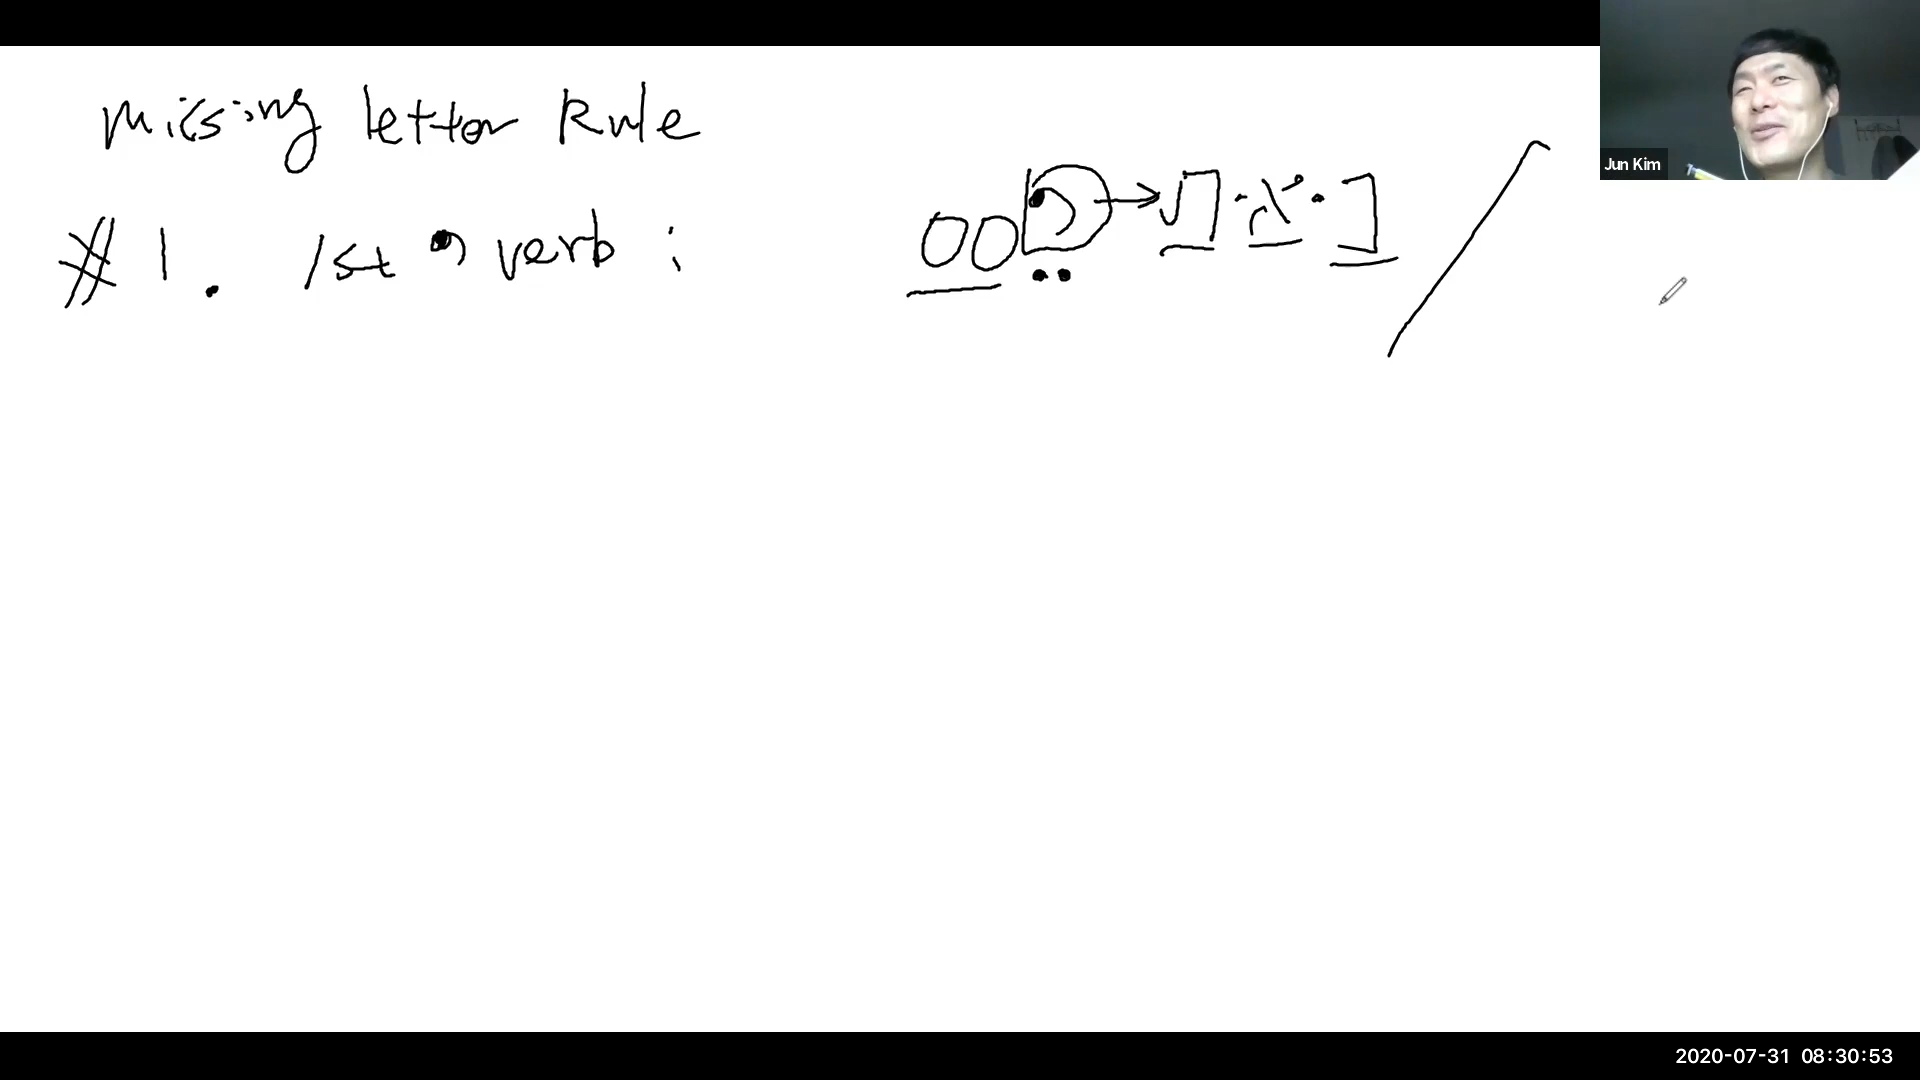 Missing letter Rule
#1. 1st נ verb :
Jun Kim
2020-07-31 08:30:53